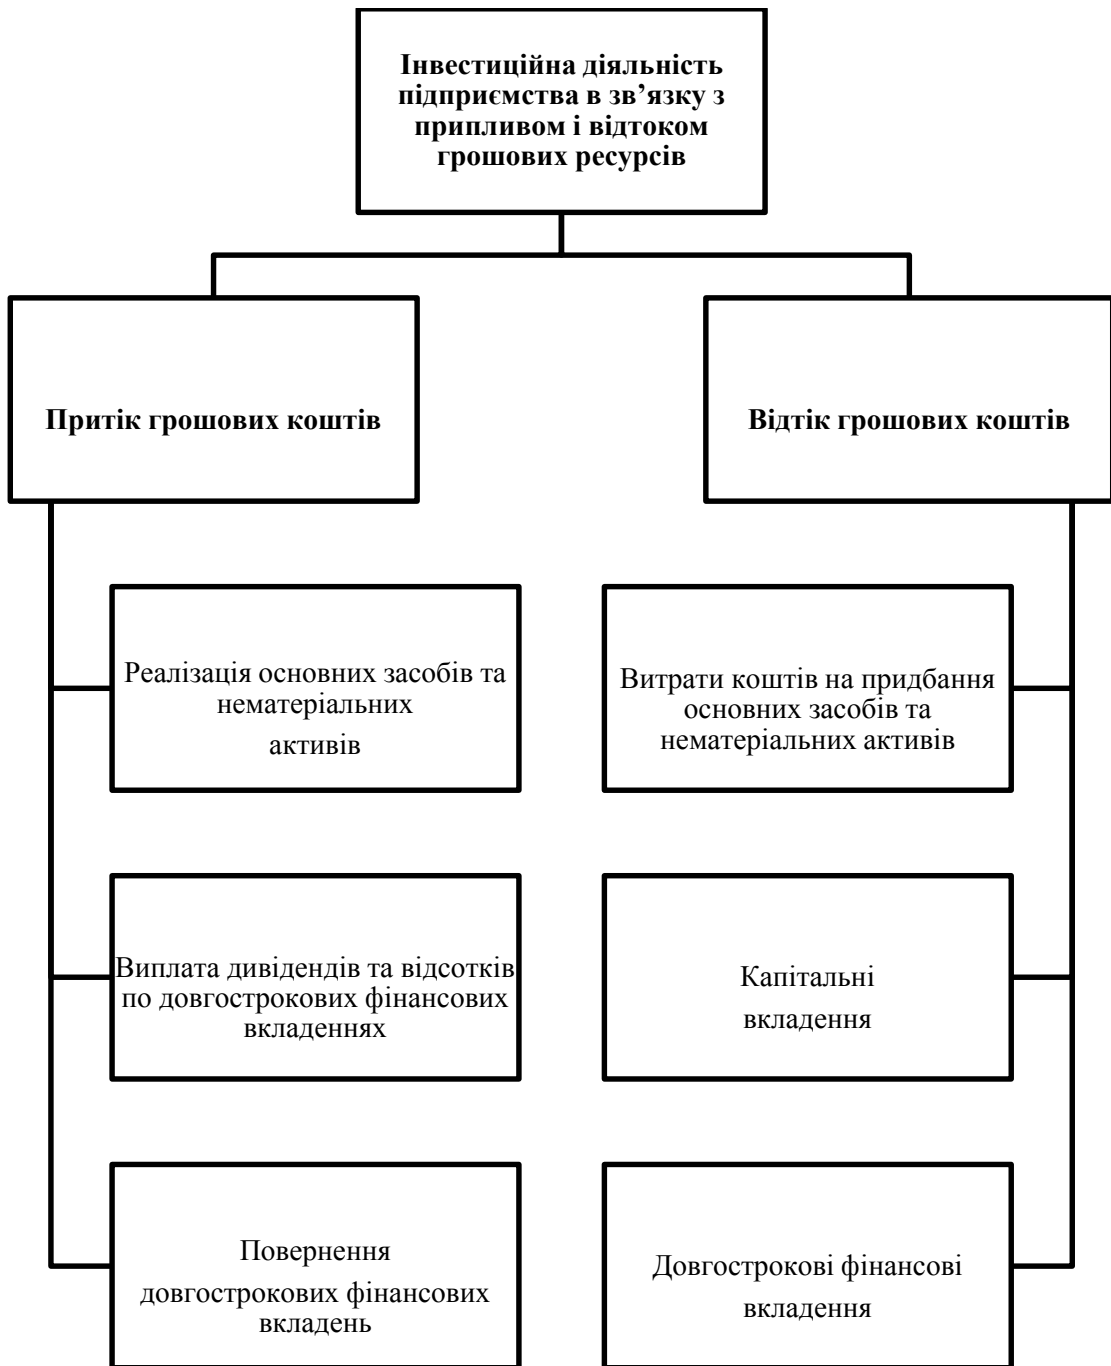 Інвестиційна діяльність
підприємства в зв’язку з
припливом і відтоком
грошових ресурсів
Притік грошових коштів
Відтік грошових коштів
Реалізація основних засобів та
нематеріальних
активів
Витрати коштів на придбання
основних засобів та
нематеріальних активів
Виплата дивідендів та відсотків
по довгострокових фінансових
вкладеннях
Капітальні
вкладення
Повернення
довгострокових фінансових
вкладень
Довгострокові фінансові
вкладення